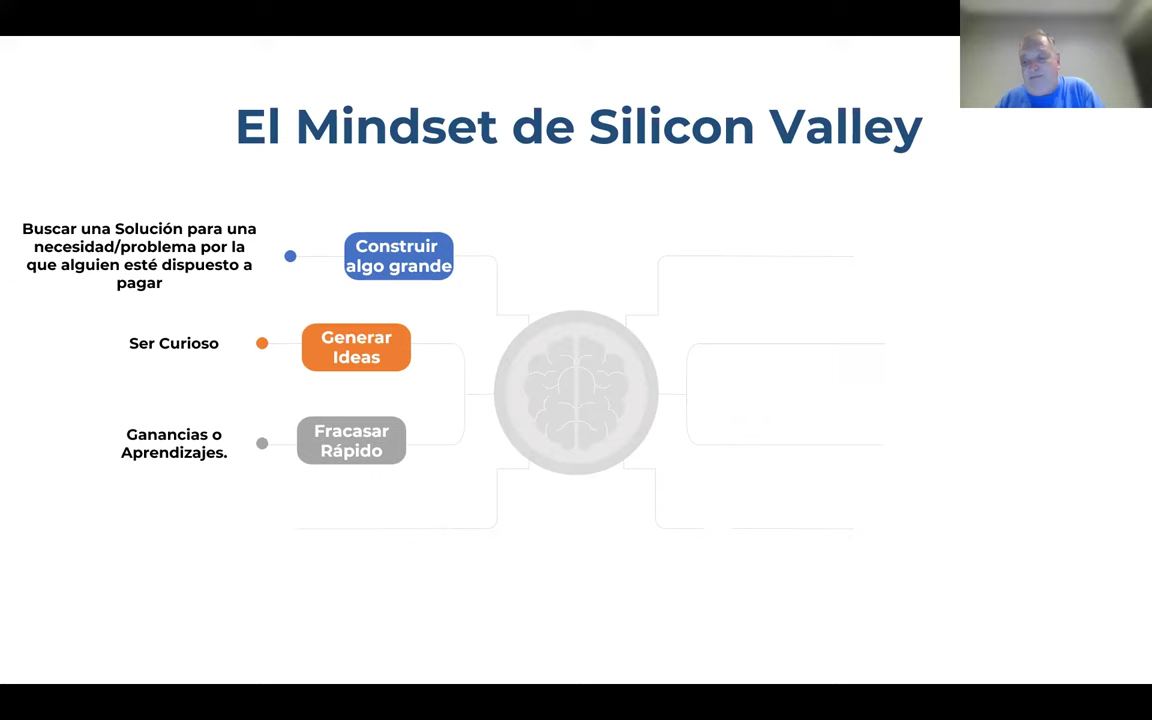 El Mindset de Silicon Valley
Buscar una Solución para una
necesidad/problema por la
que alguien esté dispuesto a
pagar
Construir
algo grande
Ser Curioso
Generar
Ideas
Ganancias o
Aprendizajes.
Fracasar
Rápido